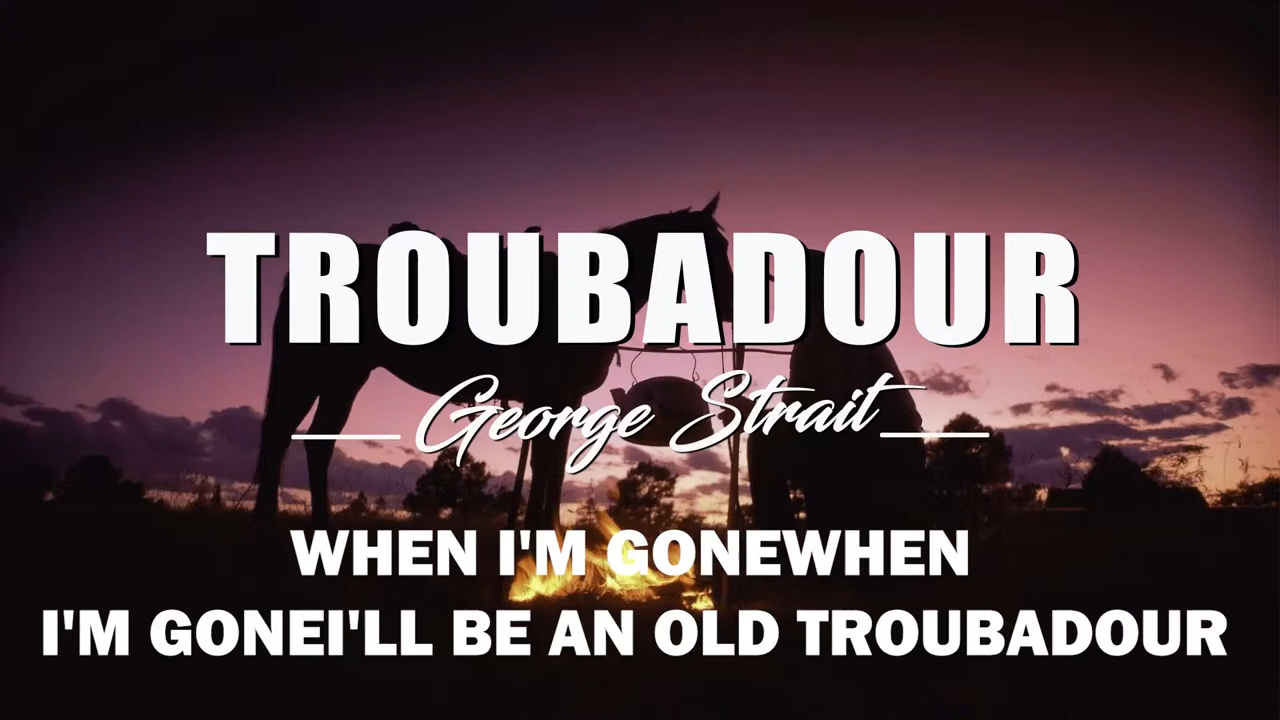 TROUBADOUR
George Strait
WHEN I'M GONEWHEN
I'M GONEI'LL BE AN OLD TROUBADOUR